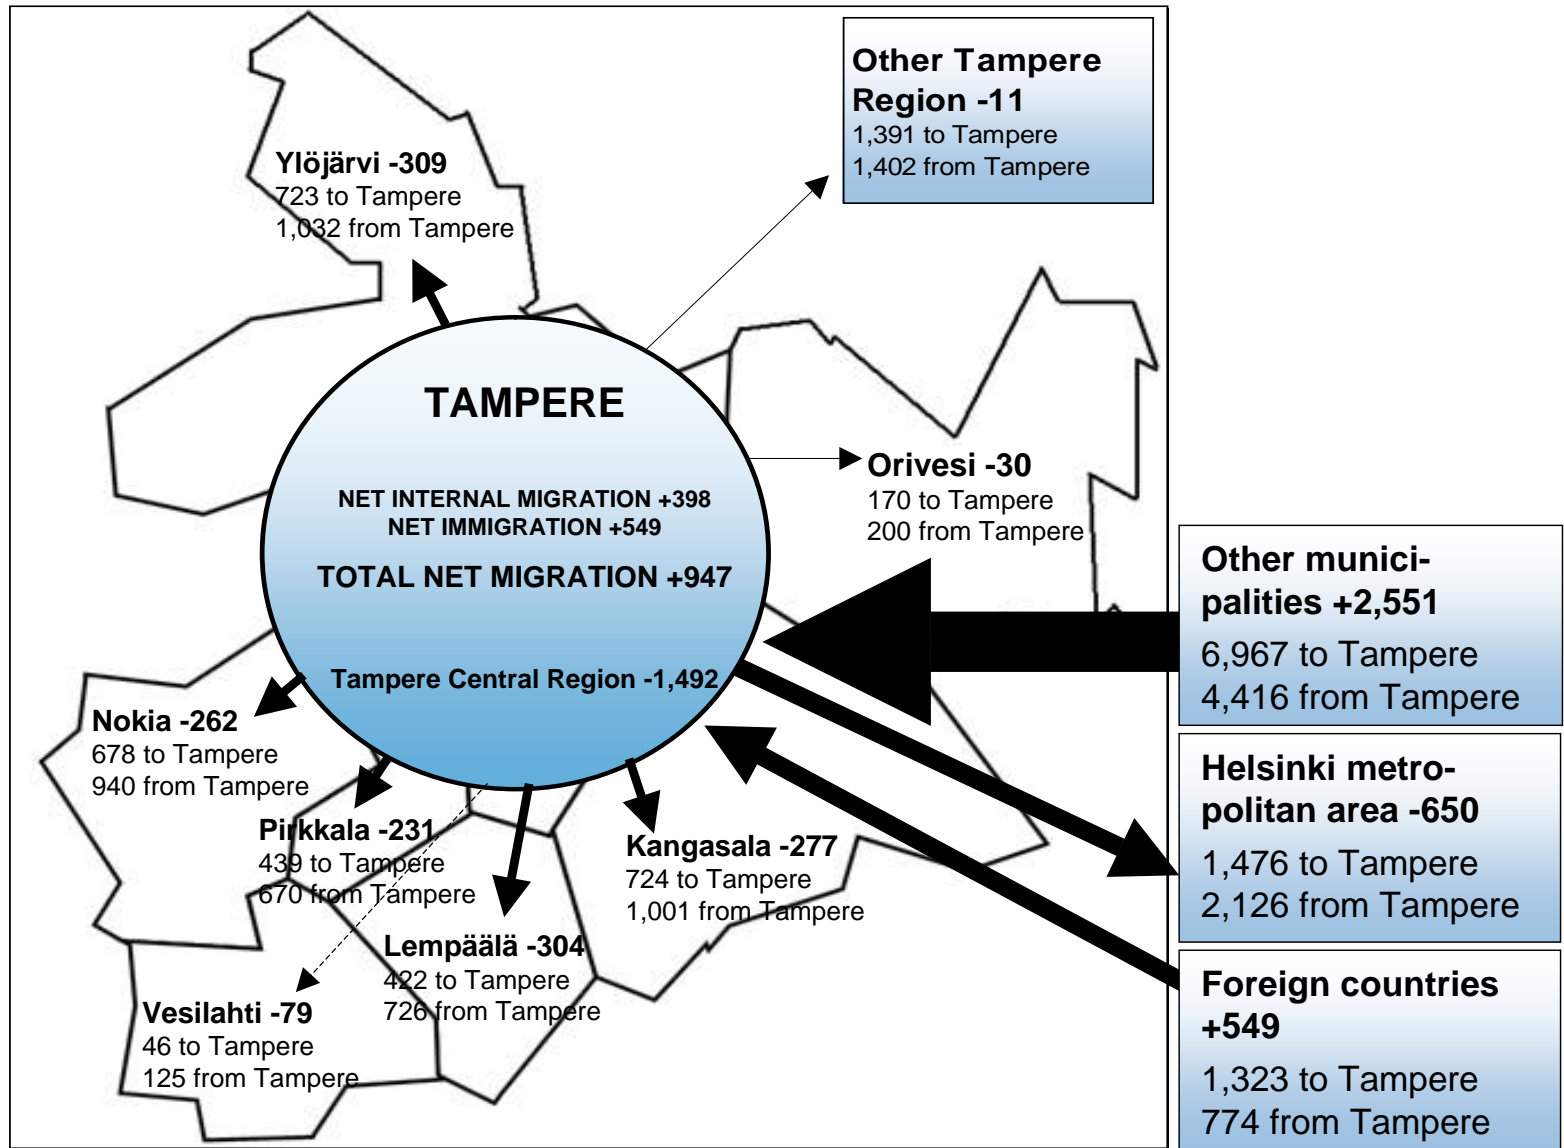 Other Tampere
Region -11
1,391 to Tampere
1,402 from Tampere
Ylöjärvi -309
723 to Tampere
1,032 from Tampere
TAMPERE
NET INTERNAL MIGRATION +398
NET IMMIGRATION +549
TOTAL NET MIGRATION +947
Tampere Central Region -1,492
Orivesi -30
170 to Tampere
200 from Tampere
Other munici-
palities +2,551
6,967 to Tampere
4,416 from Tampere
Nokia -262
678 to Tampere
940 from Tampere
Pirkkala -231
439 to Tampere
670 from Tampere
Kangasala -277
724 to Tampere
1,001 from Tampere
Helsinki metro-
politan area -650
1,476 to Tampere
2,126 from Tampere
Lempäälä -304
422 to Tampere
726 from Tampere
Vesilahti -79
46 to Tampere
125 from Tampere
Foreign countries
+549
1,323 to Tampere
774 from Tampere